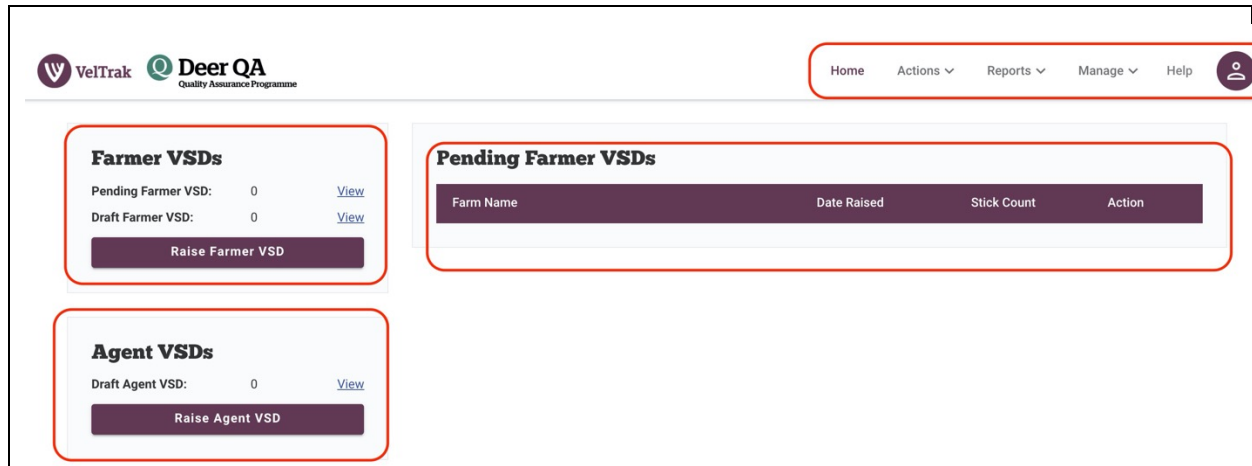 VelTrak Deer QA
Quality Assurance Programme
Home Actions Reports Manage Help
Farmer VSDs
Pending Farmer VSD: 0 View
Draft Farmer VSD: 0 View
Raise Farmer VSD
Pending Farmer VSDs
Farm Name Date Raised Stick Count Action
Agent VSDs
Draft Agent VSD: 0 View
Raise Agent VSD